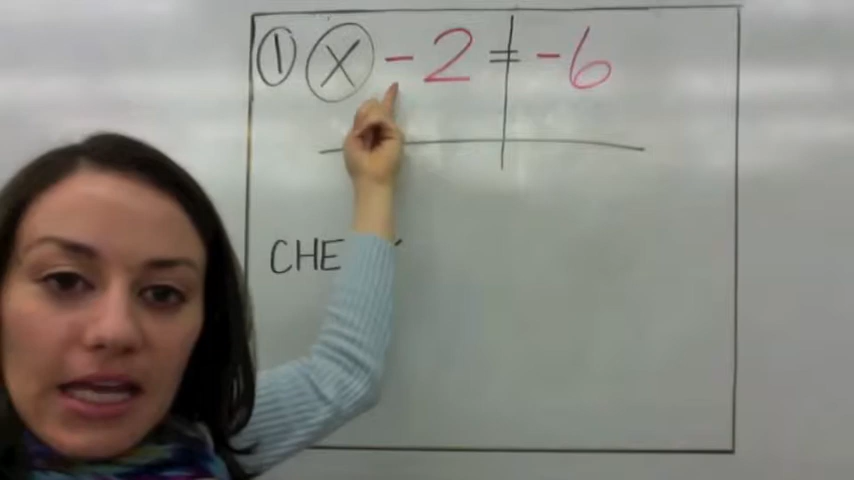 ① x - 2 = - 6
CHE